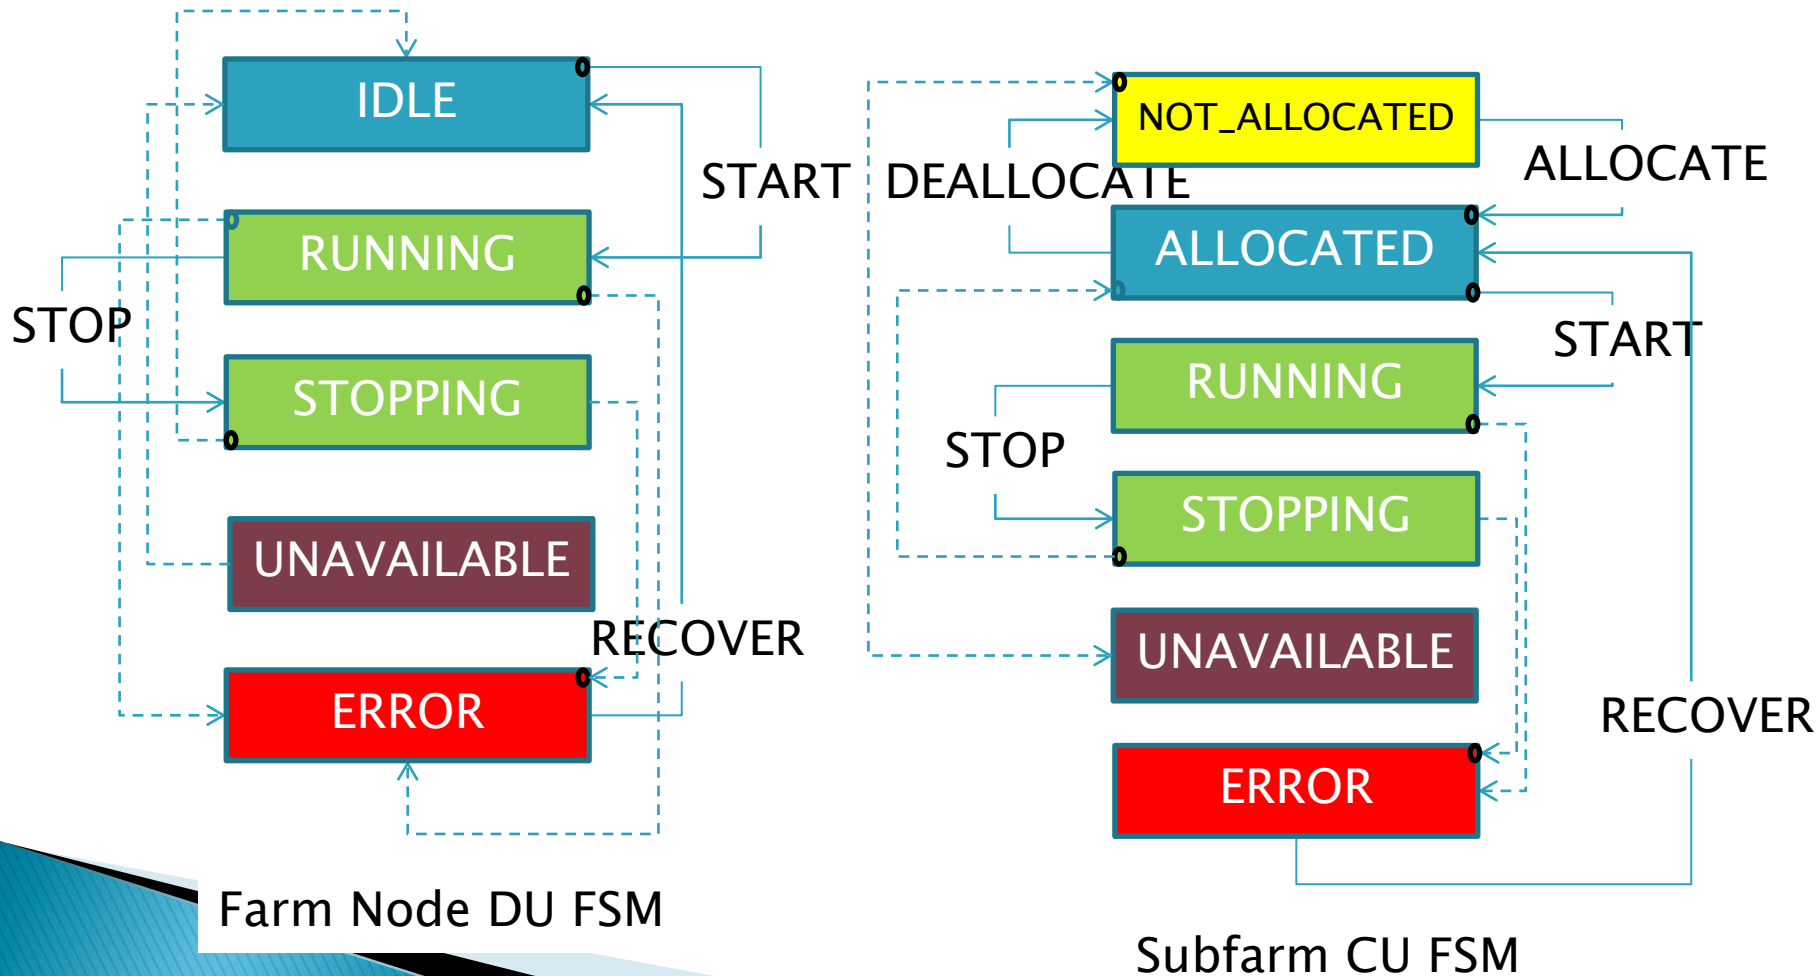 IDLE
START
RUNNING
STOP
STOPPING
UNAVAILABLE
RECOVER
ERROR
Farm Node DU FSM
NOT_ALLOCATED
ALLOCATE
DEALLOCATE
ALLOCATED
START
RUNNING
STOP
STOPPING
UNAVAILABLE
RECOVER
ERROR
Subfarm CU FSM